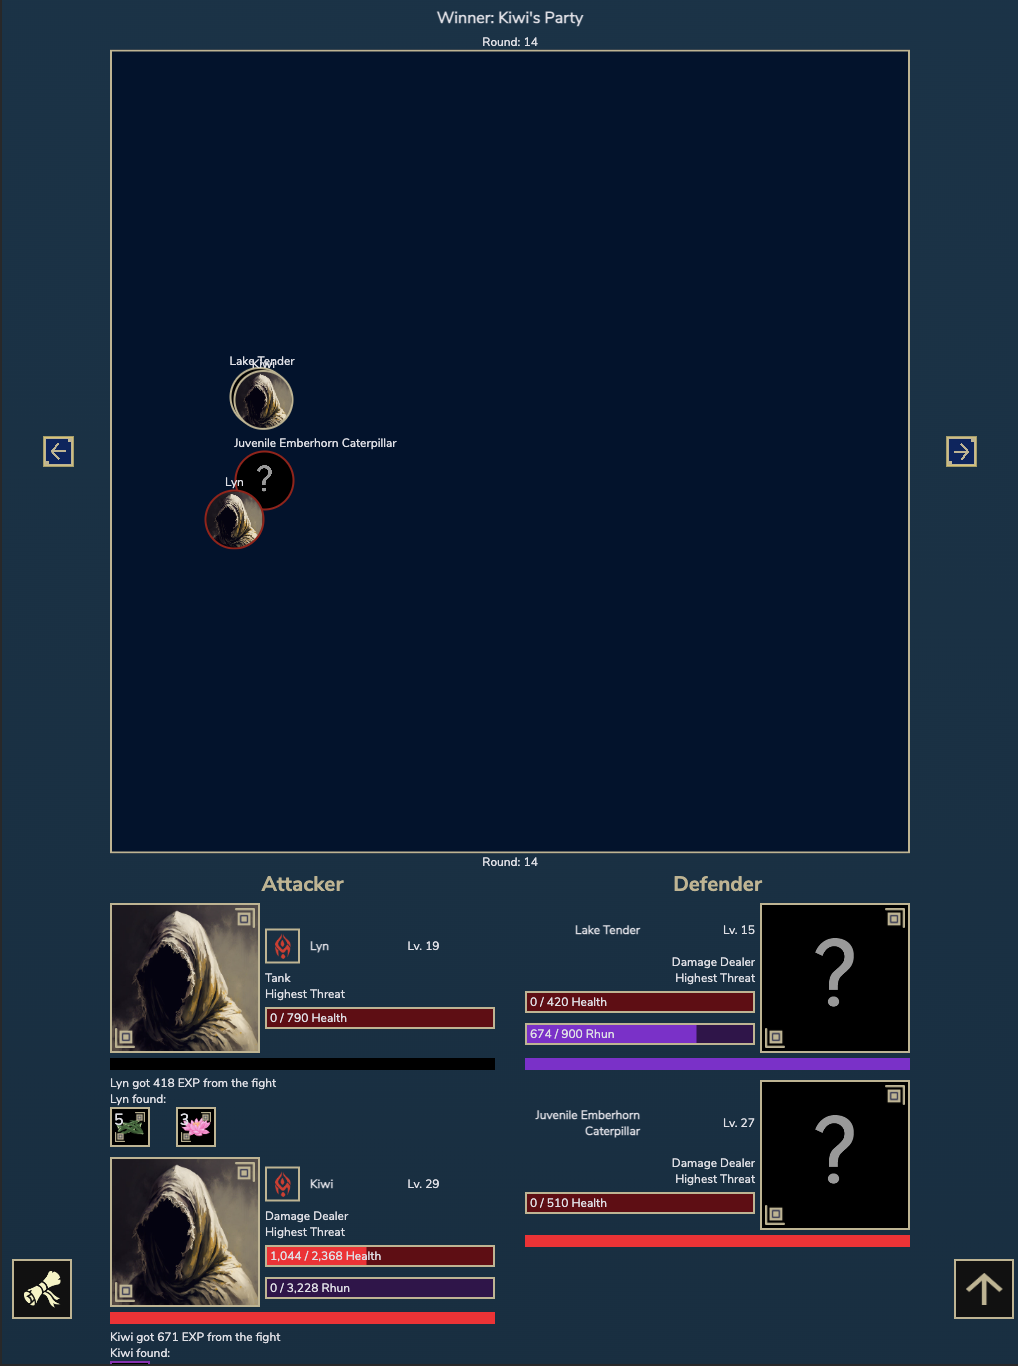 Winner: Kiwi's Party
Round: 14
Lake Tender
Kiwi
Juvenile Emberhorn Caterpillar
?
Lyn
Round: 14
Attacker
Defender
Lyn
Lv. 19
Tank
Highest Threat
0 / 790 Health
Lyn got 418 EXP from the fight
Lyn found:
5
3
Kiwi
Lv. 29
Damage Dealer
Highest Threat
1,044 / 2,368 Health
0 / 3,228 Rhun
Kiwi got 671 EXP from the fight
Kiwi found:
Lake Tender
Lv. 15
Damage Dealer
Highest Threat
0 / 420 Health
674 / 900 Rhun
?
Juvenile Emberhorn
Caterpillar
Lv. 27
Damage Dealer
Highest Threat
0 / 510 Health
?